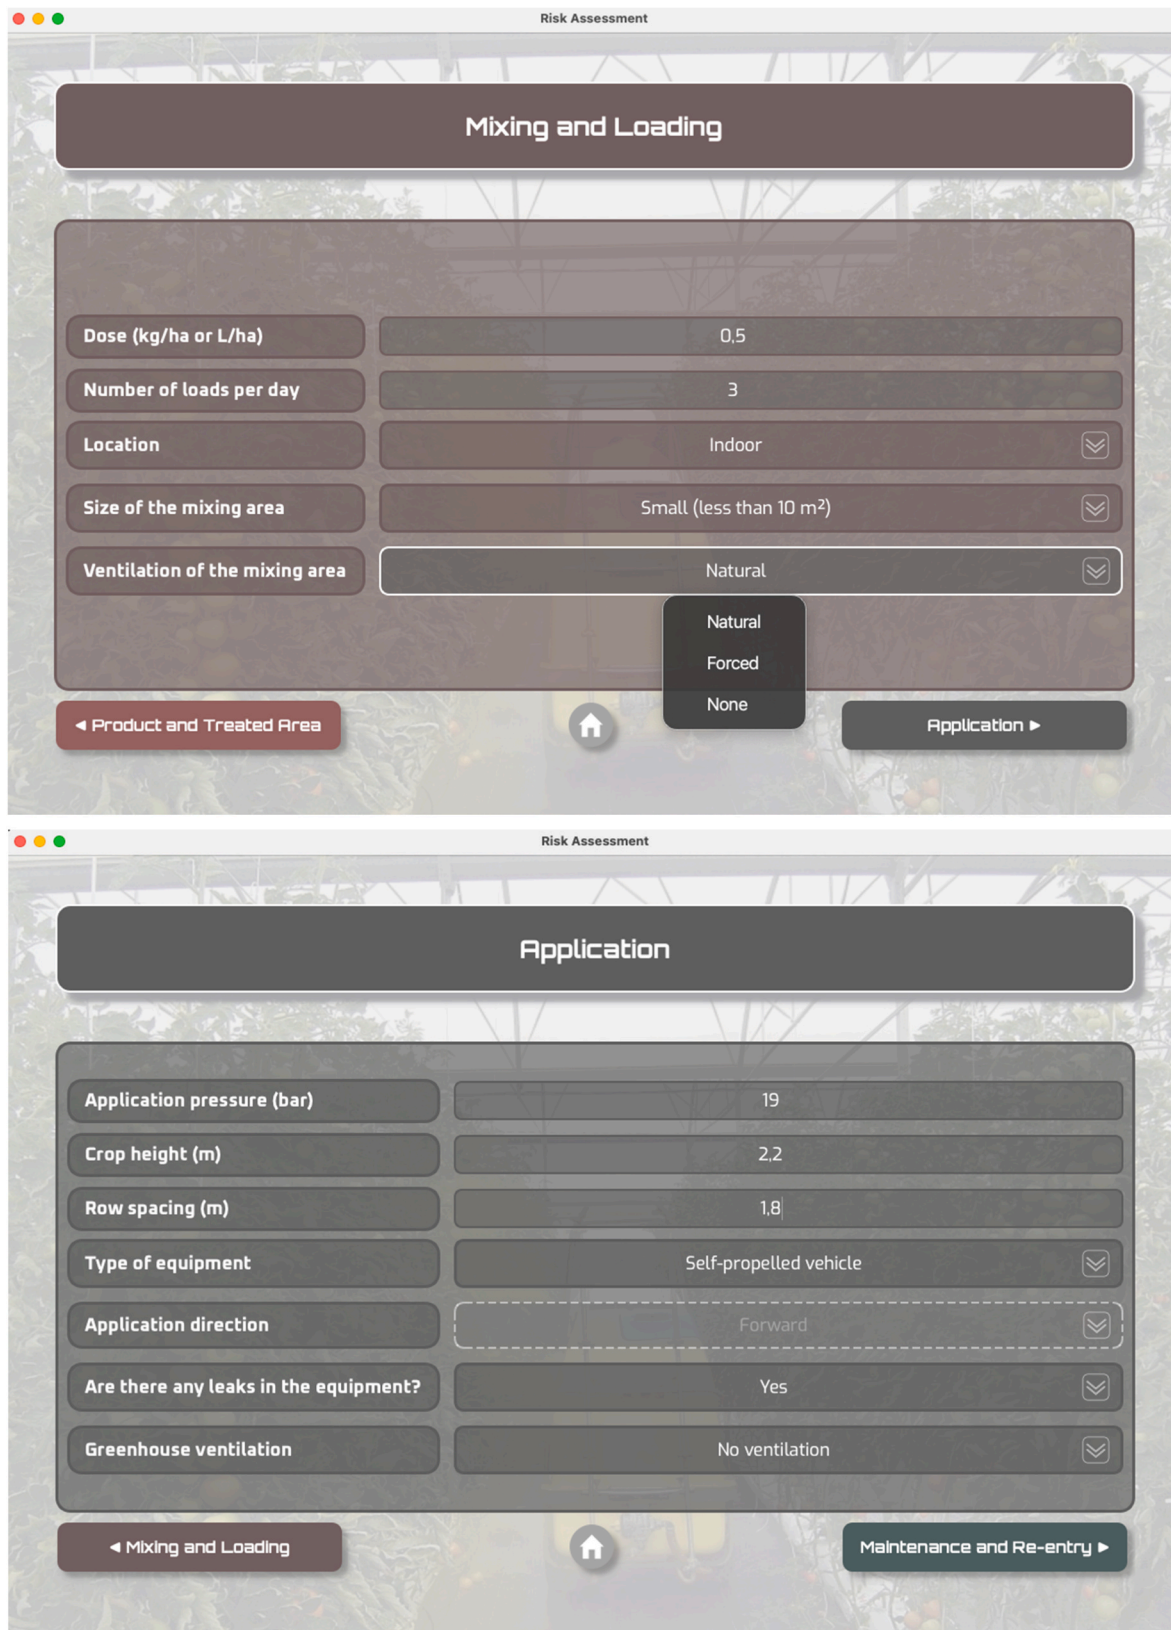 Risk Assessment
Mixing and Loading
Dose (kg/ha or L/ha) 0,5
Number of loads per day 3
Location Indoor
Size of the mixing area Small (less than 10 m²)
Ventilation of the mixing area Natural
Natural
Forced
None
◄ Product and Treated Area Application ►
Risk Assessment
Application
Application pressure (bar) 19
Crop height (m) 2,2
Row spacing (m) 1,8
Type of equipment Self-propelled vehicle
Application direction Forward
Are there any leaks in the equipment? Yes
Greenhouse ventilation No ventilation
◄ Mixing and Loading Maintenance and Re-entry ►